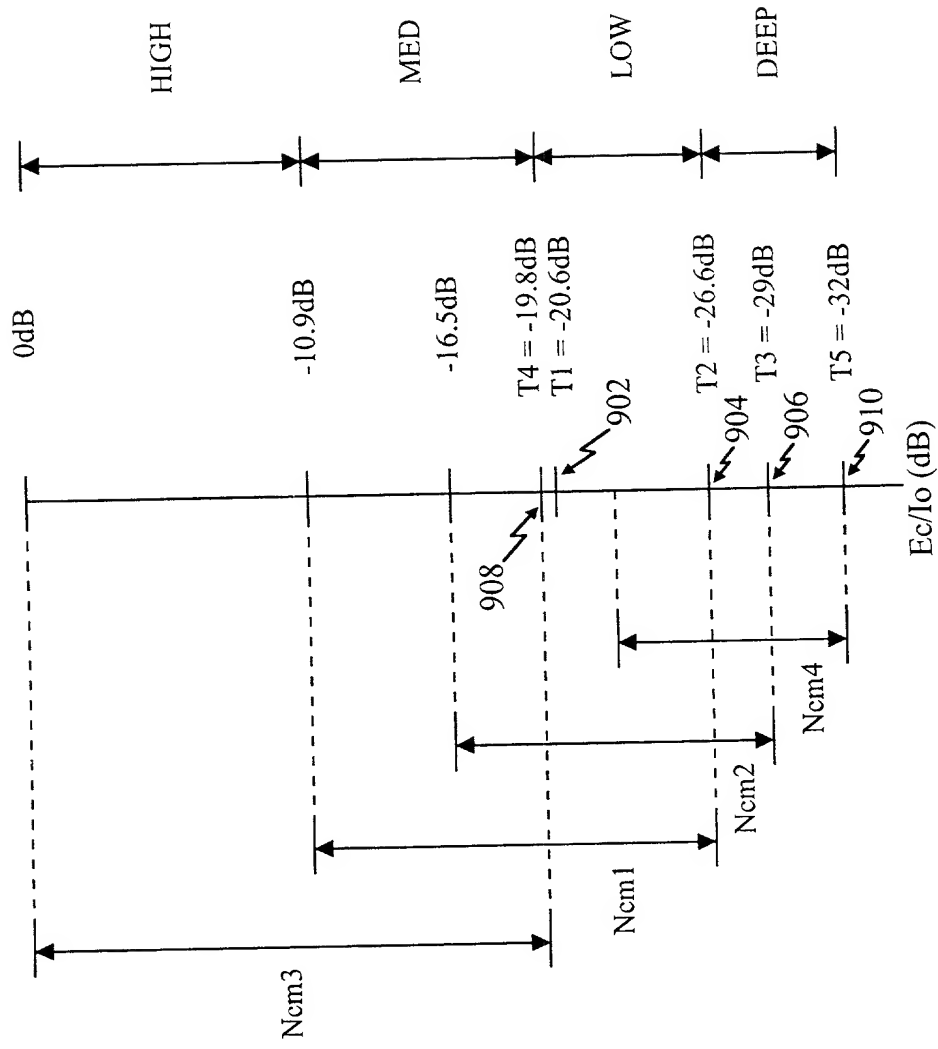 0dB
HIGH
-10.9dB
MED
-16.5dB
T4 = -19.8dB
T1 = -20.6dB
902
908
LOW
T2 = -26.6dB
904
T3 = -29dB
906
DEEP
T5 = -32dB
910
Ec/Io (dB)
Ncm3
Ncm1
Ncm2
Ncm4